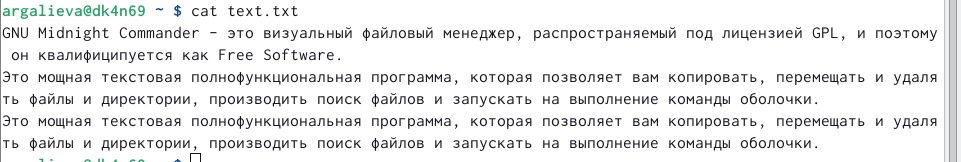 argalieva@dk4n69 ~ $ cat text.txt
GNU Midnight Commander – это визуальный файловый менеджер, распространяемый под лицензией GPL, и поэтому
он квалифицируется как Free Software.
Это мощная текстовая полнофункциональная программа, которая позволяет вам копировать, перемещать и удаля
ть файлы и директории, производить поиск файлов и запускать на выполнение команды оболочки.
Это мощная текстовая полнофункциональная программа, которая позволяет вам копировать, перемещать и удаля
ть файлы и директории, производить поиск файлов и запускать на выполнение команды оболочки.
argalieva@dk4n69 ~ $